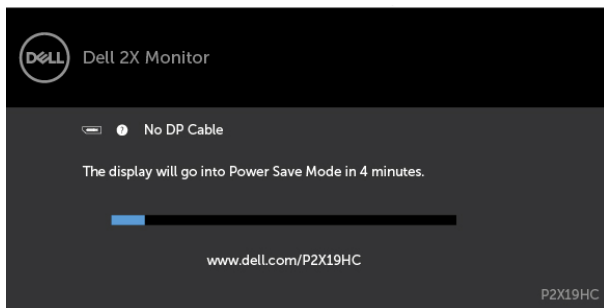 DELL Dell 2X Monitor
? No DP Cable
The display will go into Power Save Mode in 4 minutes.
www.dell.com/P2X19HC
P2X19HC